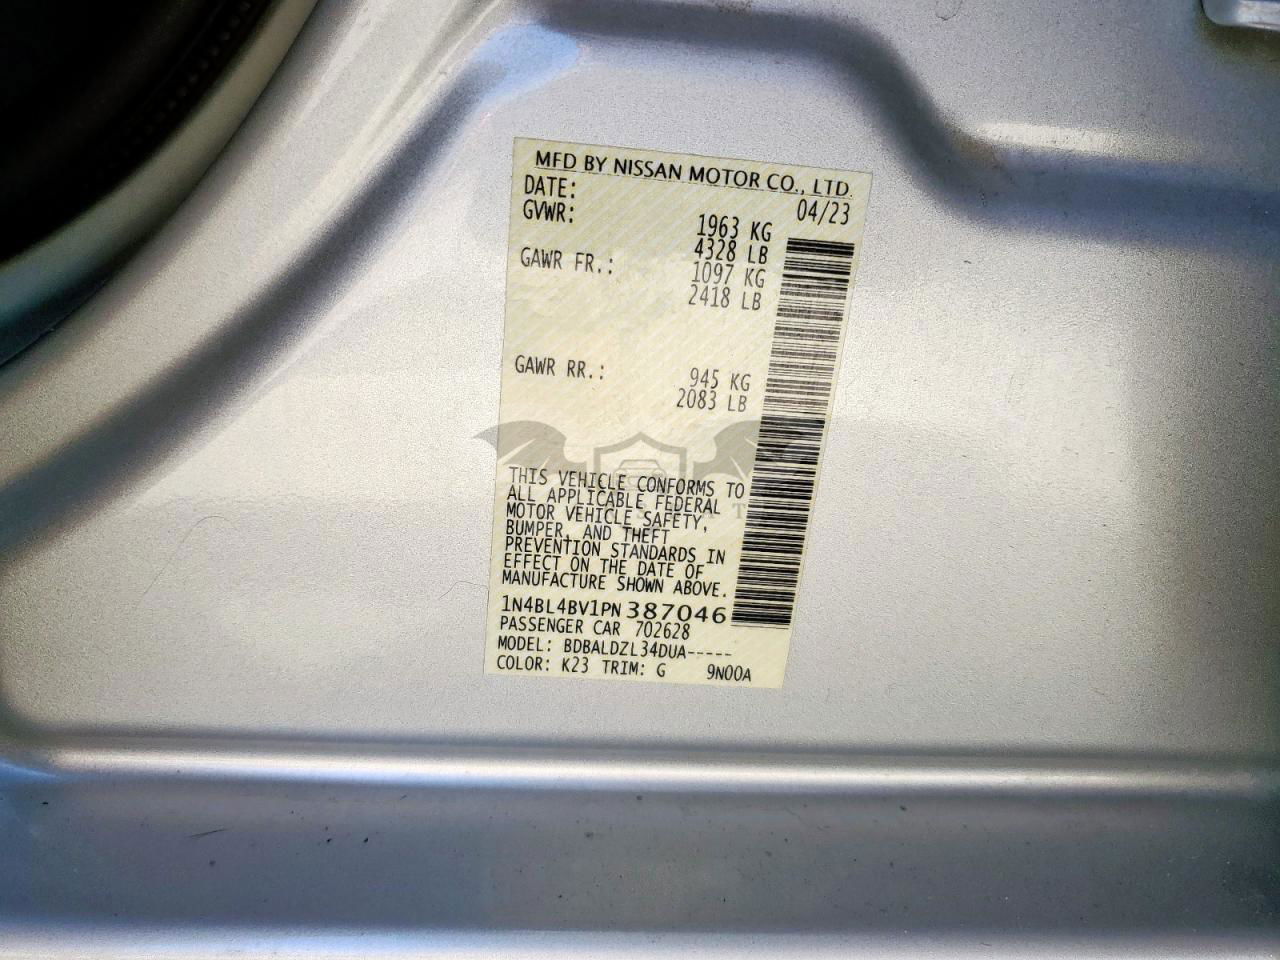 MFD BY NISSAN MOTOR CO., LTD.
DATE: 04/23
GVWR: 1963 KG
4328 LB
GAWR FR.: 1097 KG
2418 LB
GAWR RR.: 945 KG
2083 LB
THIS VEHICLE CONFORMS TO
ALL APPLICABLE FEDERAL
MOTOR VEHICLE SAFETY,
BUMPER, AND THEFT
PREVENTION STANDARDS IN
EFFECT ON THE DATE OF
MANUFACTURE SHOWN ABOVE.
1N4BL4BV1PN387046
PASSENGER CAR 702628
MODEL: BDBALDZL34DUA-----
COLOR: K23 TRIM: G 9N00A